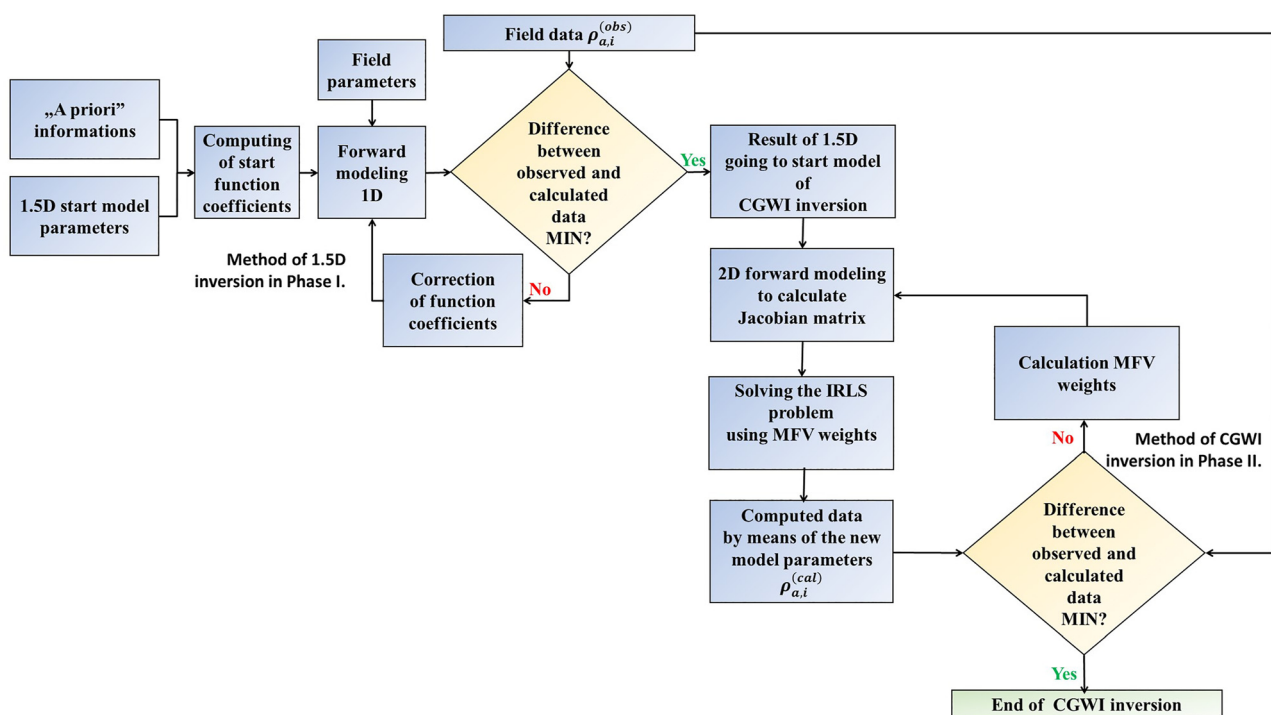 Field data ρ_{a,i}^{(obs)}
Field
parameters
„A priori”
informations
1.5D start model
parameters
Computing
of start
function
coefficients
Forward
modeling
1D
Difference
between
observed and
calculated
data
MIN?
Yes
No
Correction
of function
coefficients
Method of 1.5D
inversion in Phase I.
Result of 1.5D
going to start model
of
CGWI inversion
2D forward modeling
to calculate
Jacobian matrix
Solving the IRLS
problem
using MFV weights
Computed data
by means of the new
model parameters
ρ_{a,i}^{(cal)}
Calculation MFV
weights
No
Method of CGWI
inversion in Phase II.
Difference
between
observed and
calculated
data
MIN?
Yes
End of CGWI inversion